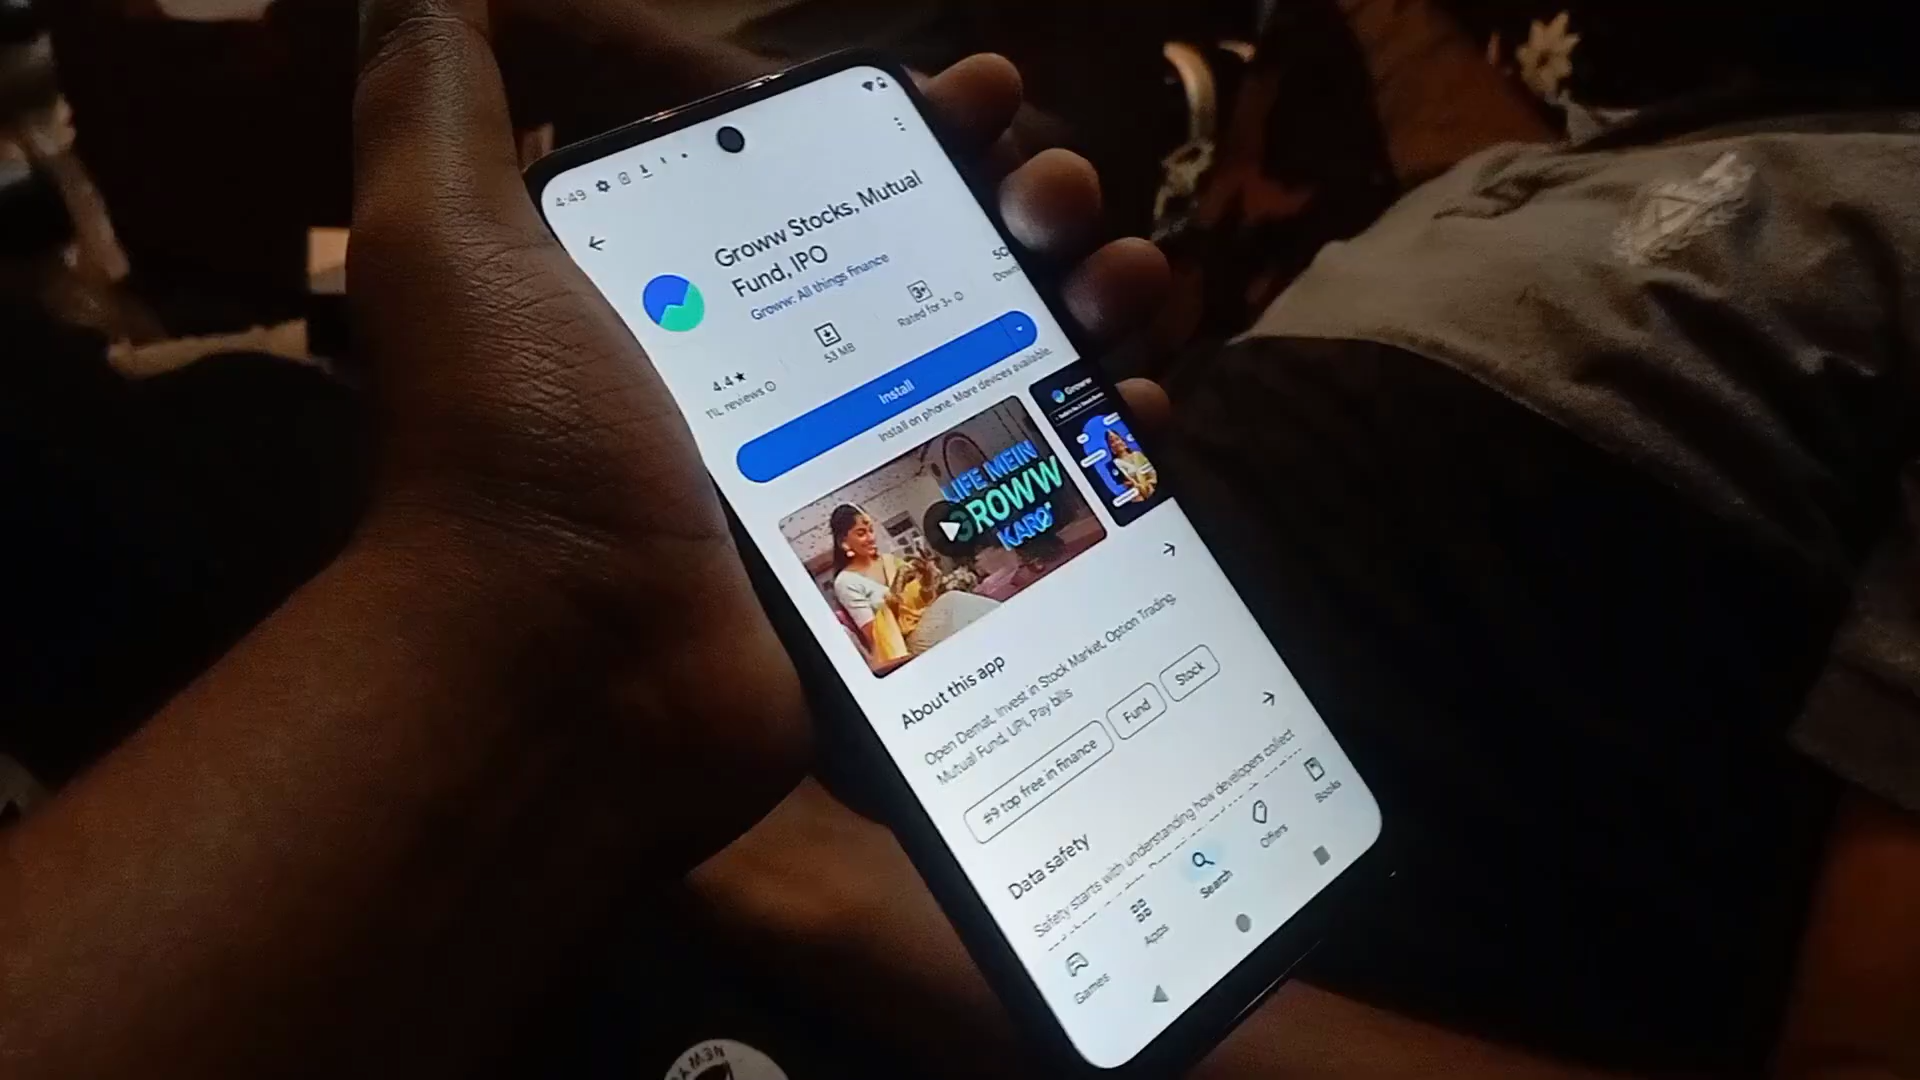 4:49
Groww Stocks, Mutual
Fund, IPO
Groww: All things finance
4.4★
11L reviews
53 MB
3+
Rated for 3+
Install
Install on phone. More devices available.
LIFE MEIN
GROWW
KARO
Groww
About this app
Open Demat, Invest in Stock Market, Option Trading,
Mutual Fund, UPI, Pay bills
#9 top free in finance
Fund
Stock
Data safety
Safety starts with understanding how developers collect
Games
Apps
Search
Offers
Books